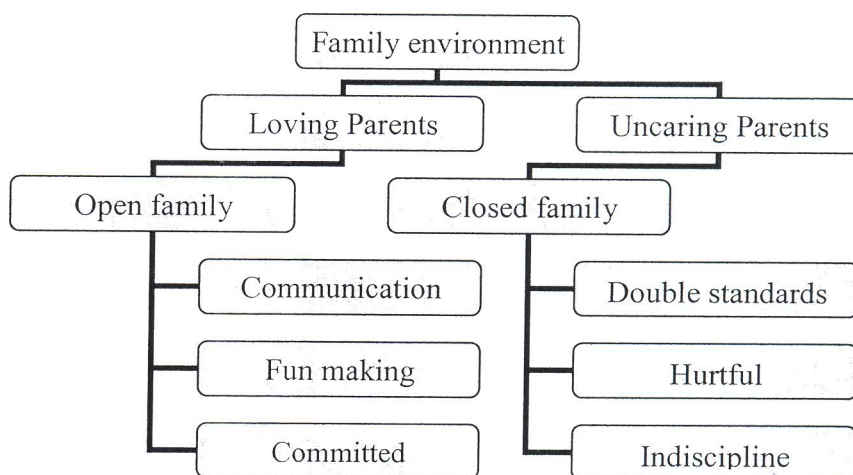 Family environment
Loving Parents
Uncaring Parents
Open family
Closed family
Communication
Double standards
Fun making
Hurtful
Committed
Indiscipline